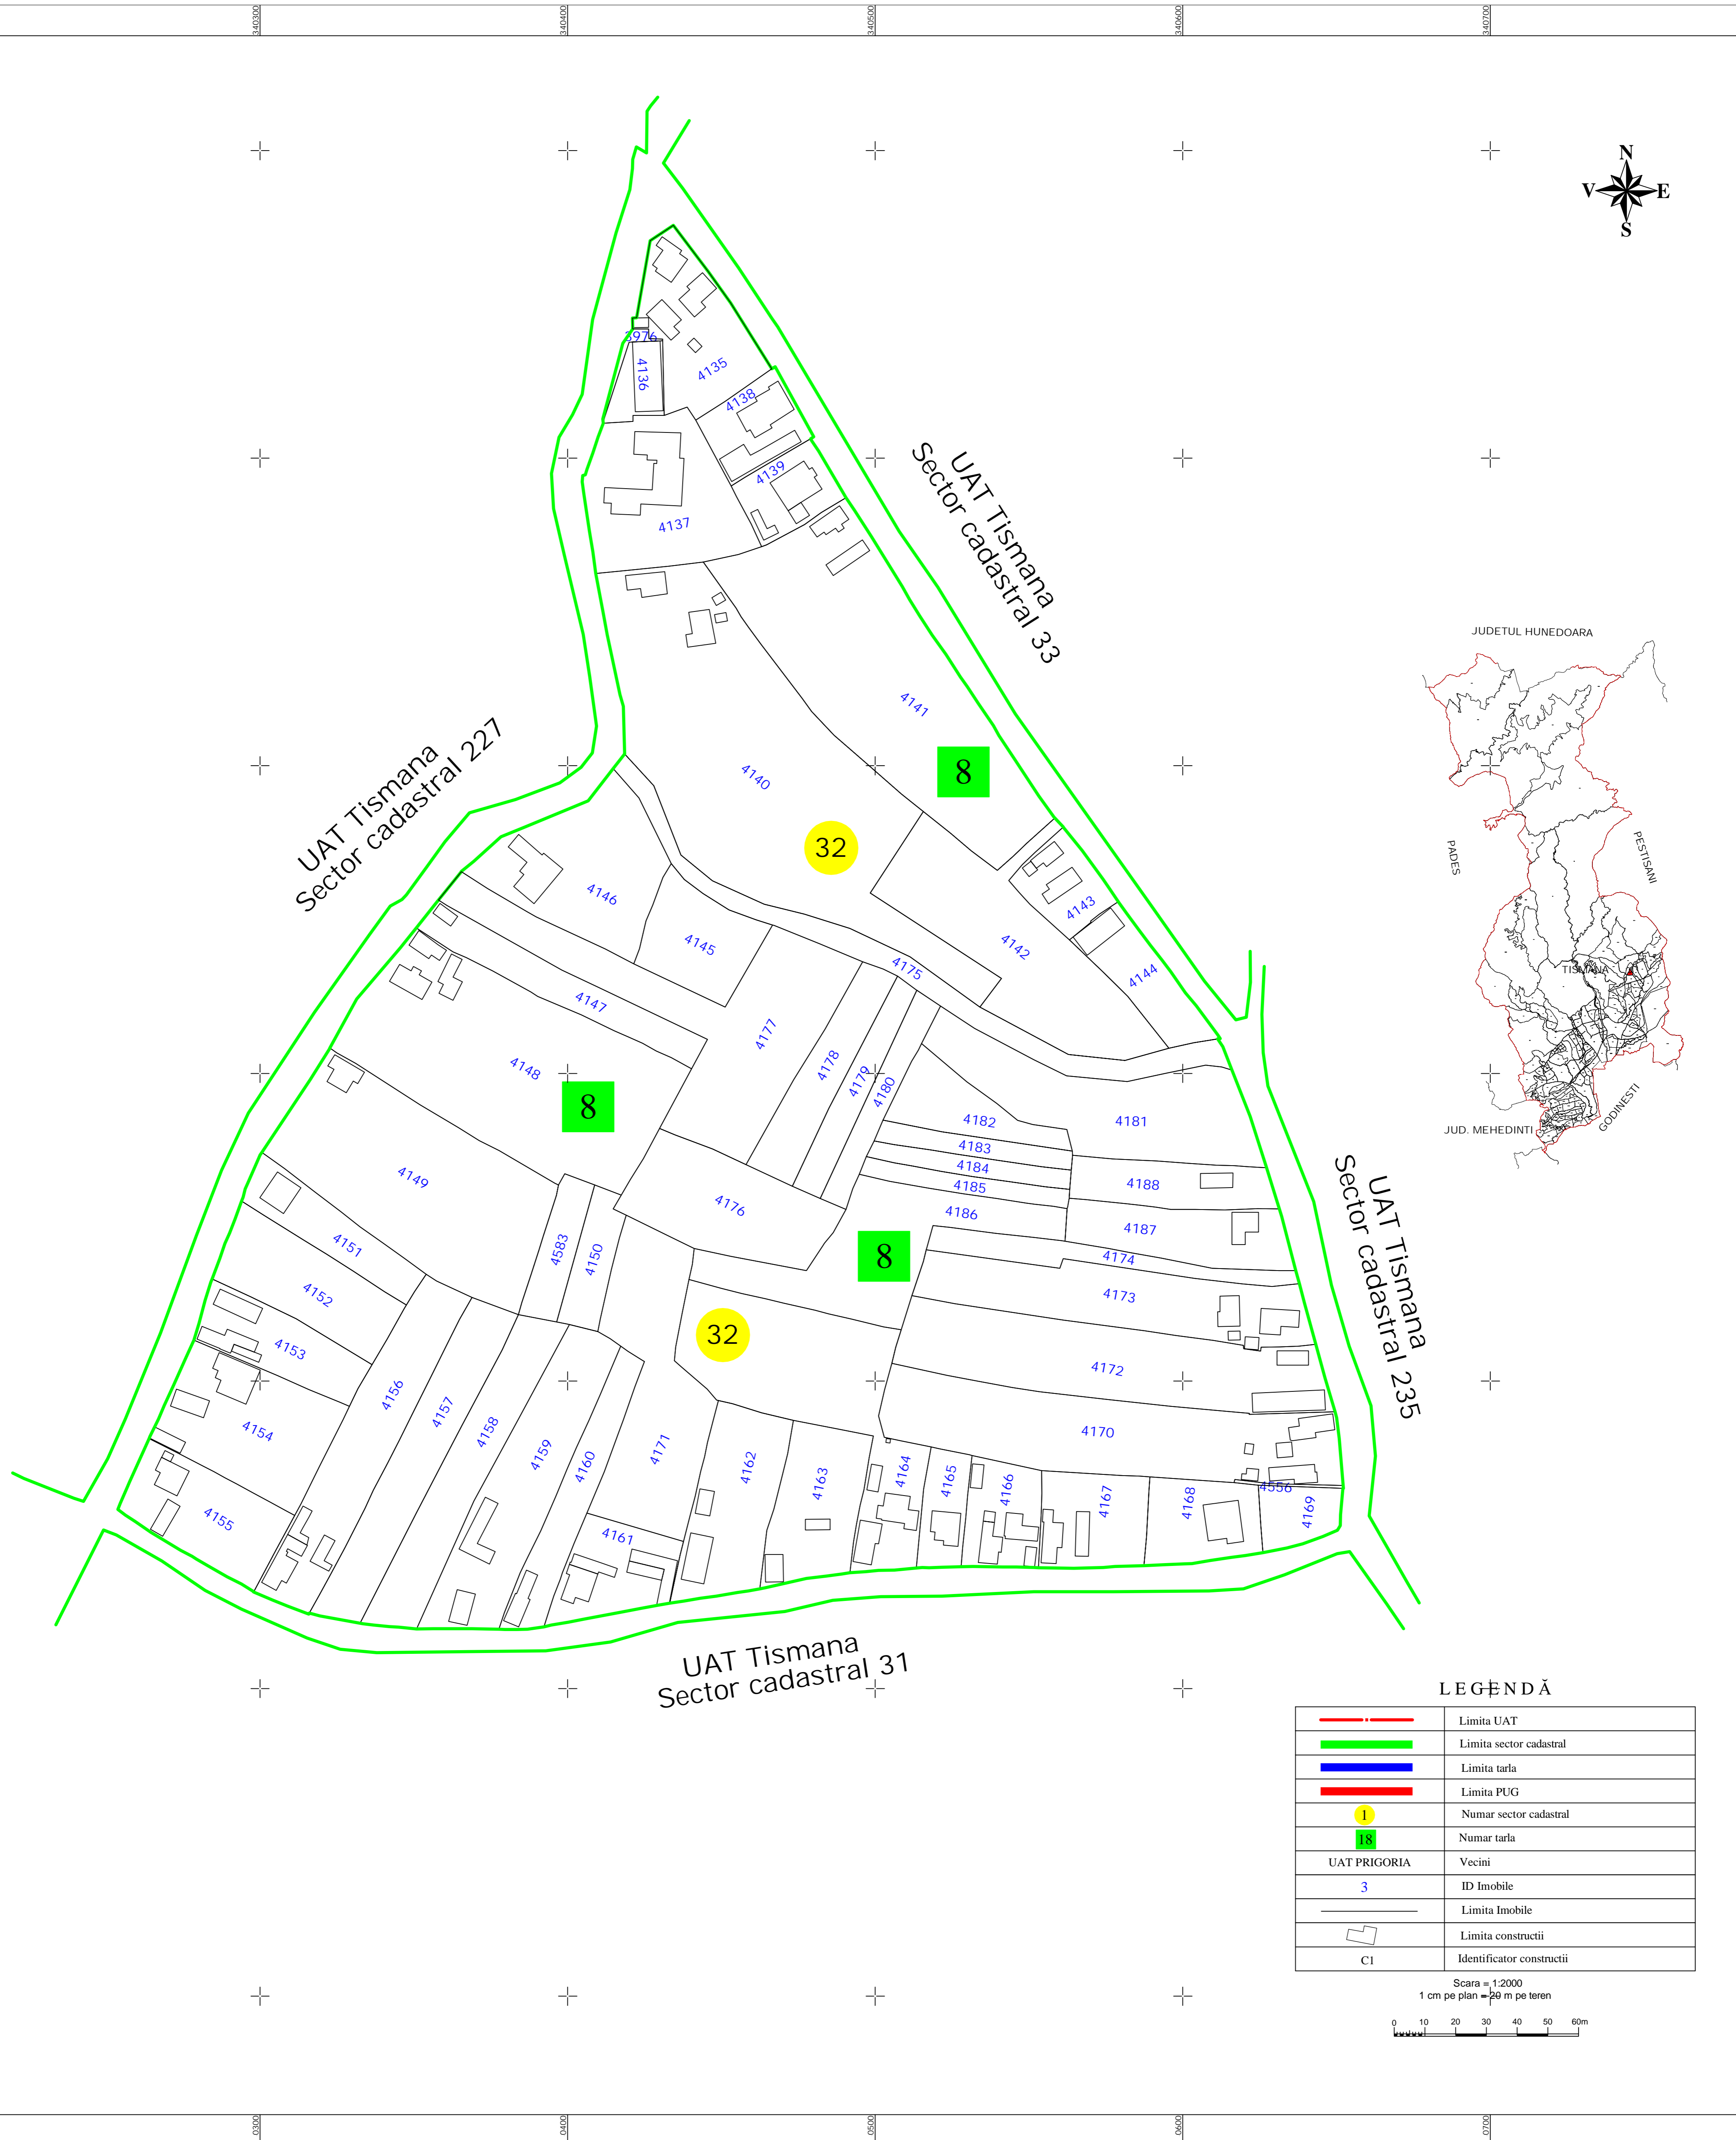 340300
340400
340500
340600
340700
N
V E
S
3976
4136
4135
4138
4139
4137
UAT Tismana
Sector cadastral 33
JUDETUL HUNEDOARA
4141
8
4140
32
UAT Tismana
Sector cadastral 227
PADES
PESTISANI
4146
4143
4145
4142
4175
4144
TISMANA
4147
4177
4148
4178
4179
4180
8
4182
4181
4183
4184
4185
4188
4186
4187
JUD. MEHEDINTI
GODINESTI
4149
4176
4151
4583
4150
8
4174
4173
UAT Tismana
Sector cadastral 235
4152
4153
32
4172
4156
4157
4158
4154
4159
4160
4171
4162
4163
4164
4165
4166
4170
4167
4168
4556
4169
4155
4161
UAT Tismana
Sector cadastral 31
LEGENDĂ
Limita UAT
Limita sector cadastral
Limita tarla
Limita PUG
1 Numar sector cadastral
18 Numar tarla
UAT PRIGORIA Vecini
3 ID Imobile
Limita Imobile
Limita constructii
C1 Identificator constructii
Scara = 1:2000
1 cm pe plan = 20 m pe teren
0 10 20 30 40 50 60m
0300
0400
0500
0600
0700